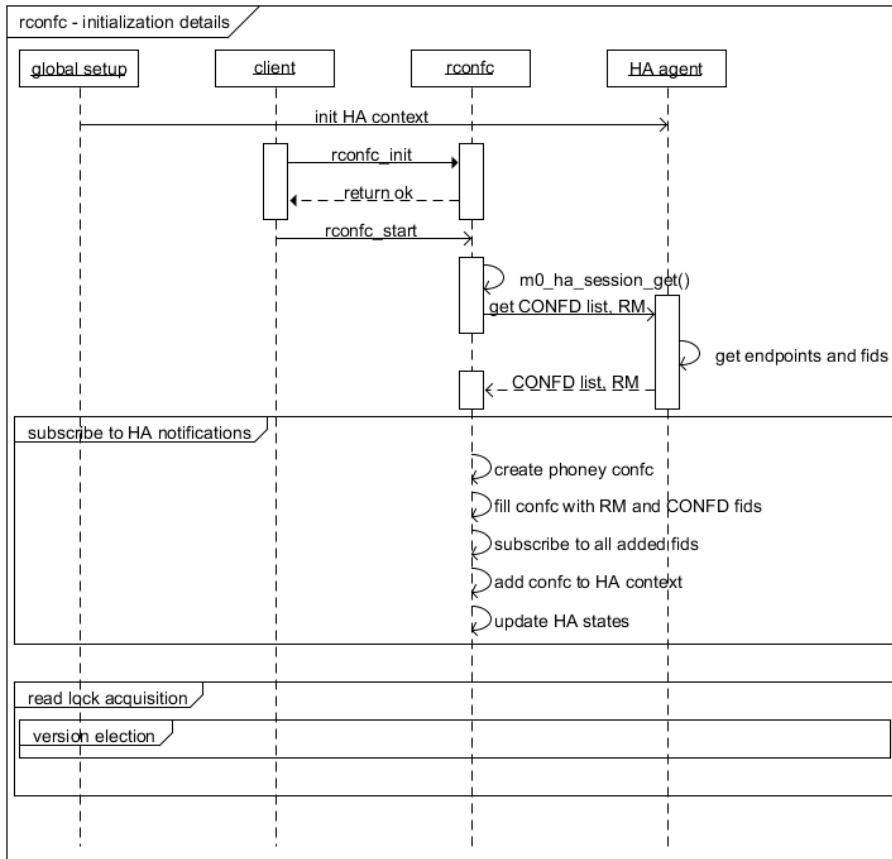 rconfc - initialization details
global setup
client
rconfc
HA agent
init HA context
rconfc_init
return ok
rconfc_start
m0_ha_session_get()
get CONFD list, RM
get endpoints and fids
CONFD list, RM
subscribe to HA notifications
create phoney confc
fill confc with RM and CONFD fids
subscribe to all added fids
add confc to HA context
update HA states
read lock acquisition
version election